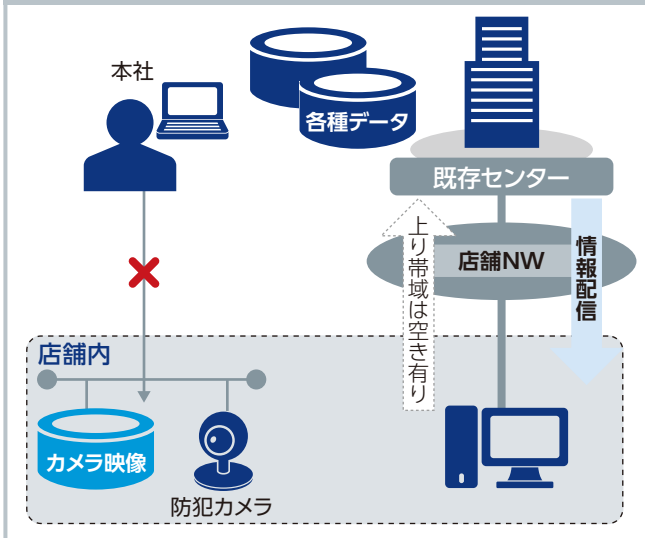 本社
各種データ
既存センター
店舗NW
上り帯域は空き有り
情報配信
店舗内
カメラ映像
防犯カメラ